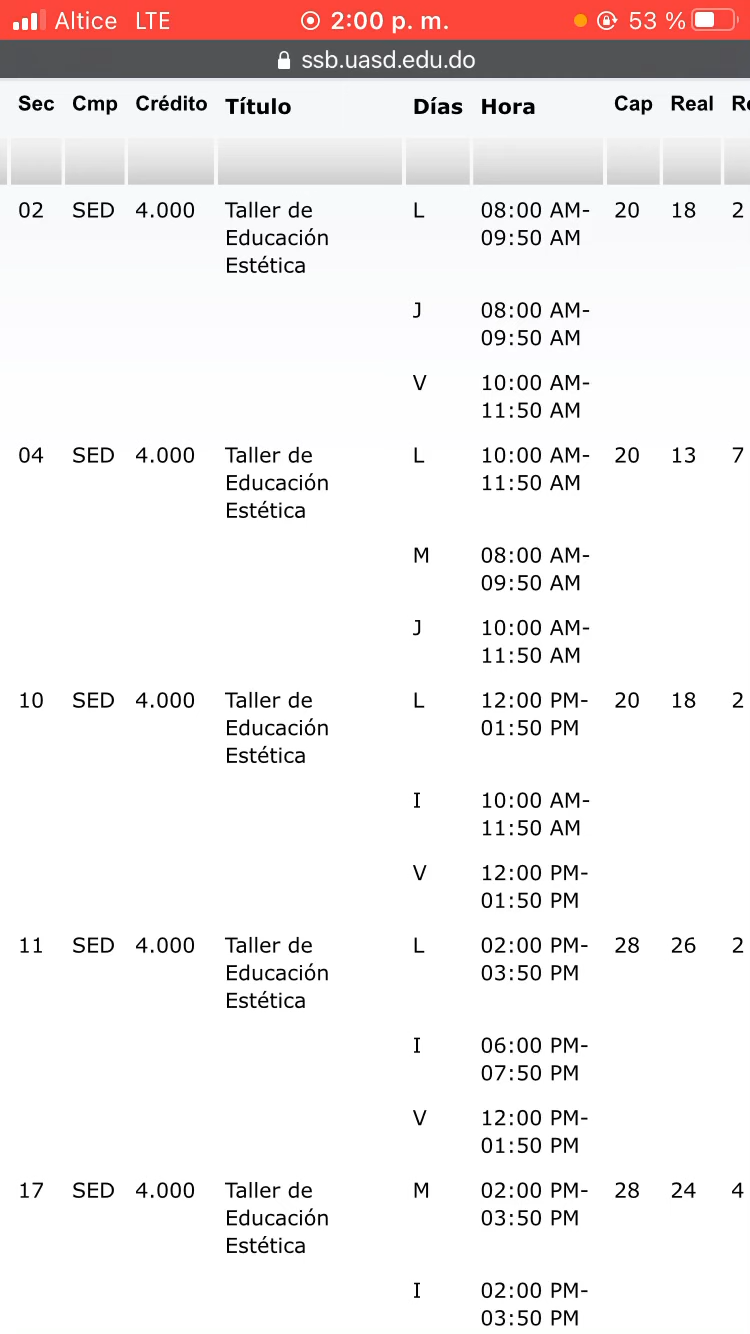 Altice LTE 2:00 p. m. 53 %
ssb.uasd.edu.do
Sec Cmp Crédito Título Días Hora Cap Real
02 SED 4.000 Taller de L 08:00 AM- 20 18 2
Educación 09:50 AM
Estética
J 08:00 AM-
09:50 AM
V 10:00 AM-
11:50 AM
04 SED 4.000 Taller de L 10:00 AM- 20 13 7
Educación 11:50 AM
Estética
M 08:00 AM-
09:50 AM
J 10:00 AM-
11:50 AM
10 SED 4.000 Taller de L 12:00 PM- 20 18 2
Educación 01:50 PM
Estética
I 10:00 AM-
11:50 AM
V 12:00 PM-
01:50 PM
11 SED 4.000 Taller de L 02:00 PM- 28 26 2
Educación 03:50 PM
Estética
I 06:00 PM-
07:50 PM
V 12:00 PM-
01:50 PM
17 SED 4.000 Taller de M 02:00 PM- 28 24 4
Educación 03:50 PM
Estética
I 02:00 PM-
03:50 PM